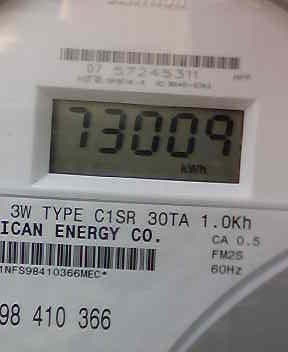 07 57245311
73009
kWh
3W TYPE C1SR 30TA 1.0Kh
ICAN ENERGY CO.
CA 0.5
FM2S
1NFS98410366MEC*
60Hz
98 410 366